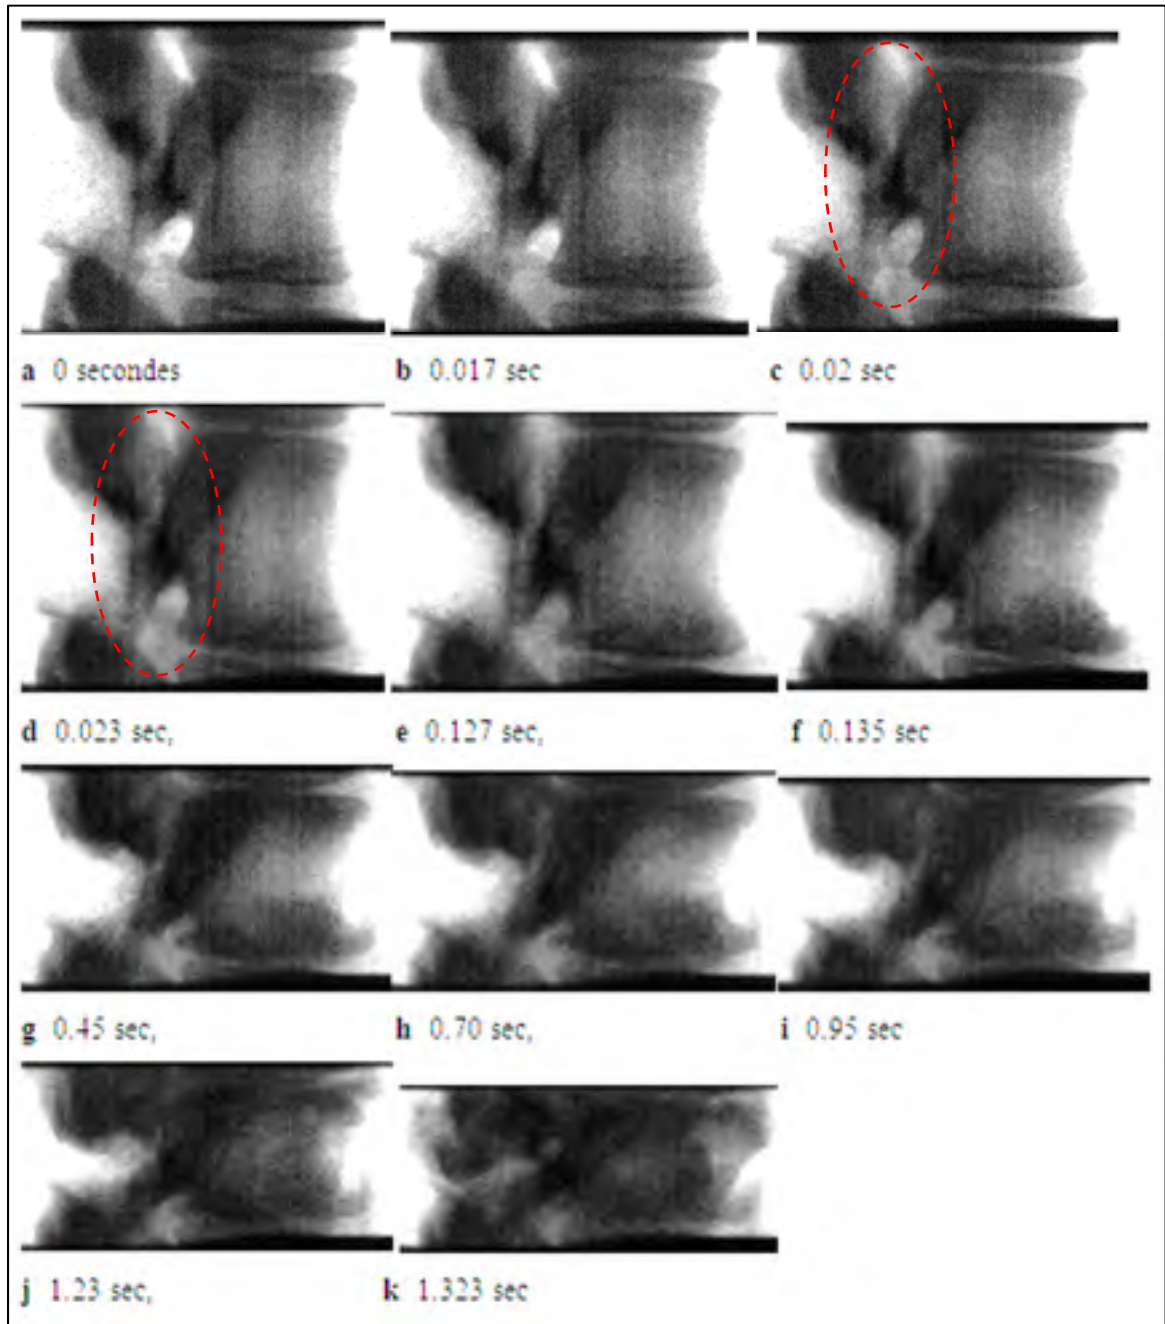 a 0 secondes
b 0.017 sec
c 0.02 sec
d 0.023 sec,
e 0.127 sec,
f 0.135 sec
g 0.45 sec,
h 0.70 sec,
i 0.95 sec
j 1.23 sec,
k 1.323 sec